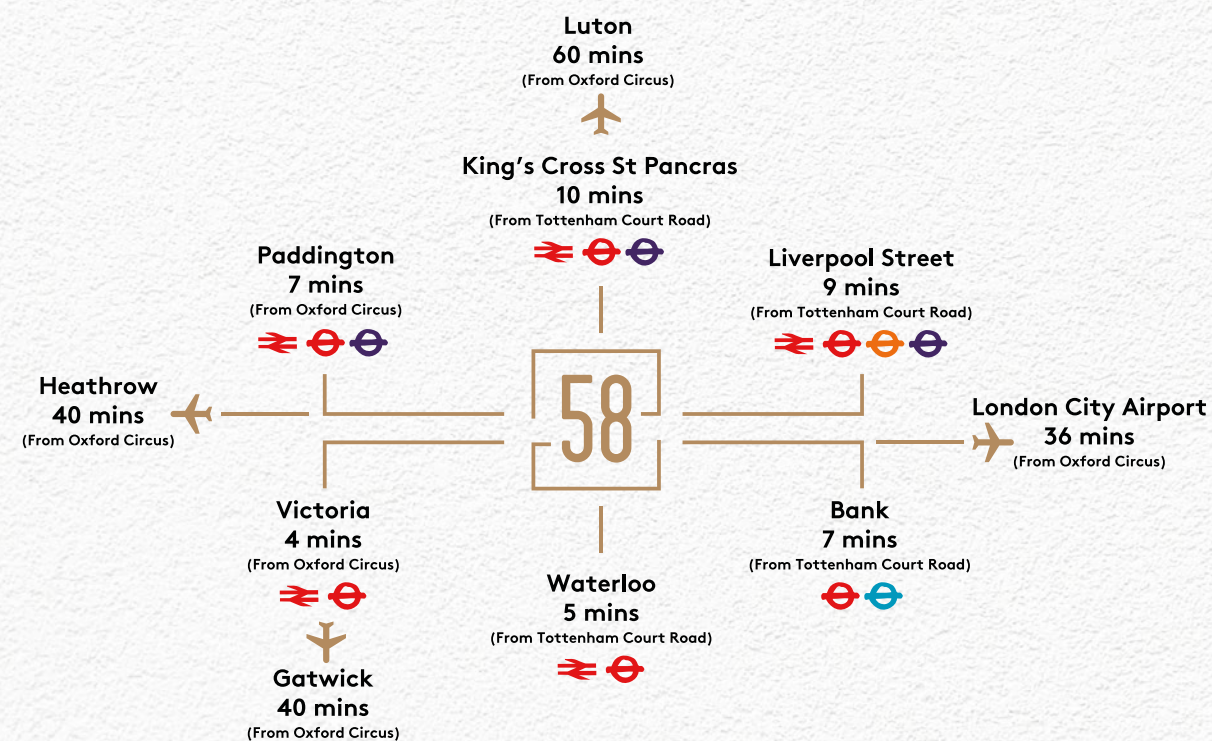 Luton
60 mins
(From Oxford Circus)
King's Cross St Pancras
10 mins
(From Tottenham Court Road)
Paddington
7 mins
(From Oxford Circus)
Liverpool Street
9 mins
(From Tottenham Court Road)
Heathrow
40 mins
(From Oxford Circus)
58
London City Airport
36 mins
(From Oxford Circus)
Victoria
4 mins
(From Oxford Circus)
Bank
7 mins
(From Tottenham Court Road)
Waterloo
5 mins
(From Tottenham Court Road)
Gatwick
40 mins
(From Oxford Circus)